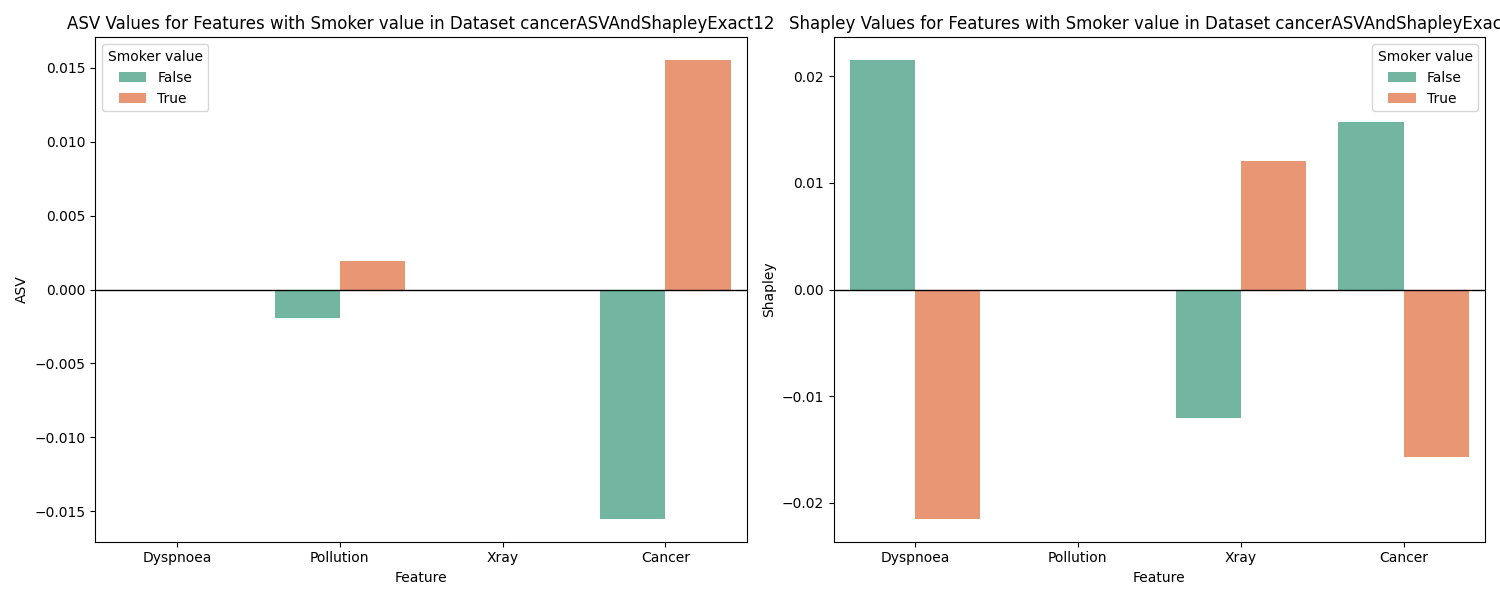 ASV Values for Features with Smoker value in Dataset cancerASVAndShapleyExact12
Smoker value
False
True
0.015
0.010
0.005
0.000
−0.005
−0.010
−0.015
ASV
Dyspnoea Pollution Xray Cancer
Feature
Shapley Values for Features with Smoker value in Dataset cancerASVAndShapleyExac
Smoker value
False
True
0.02
0.01
0.00
−0.01
−0.02
Shapley
Dyspnoea Pollution Xray Cancer
Feature